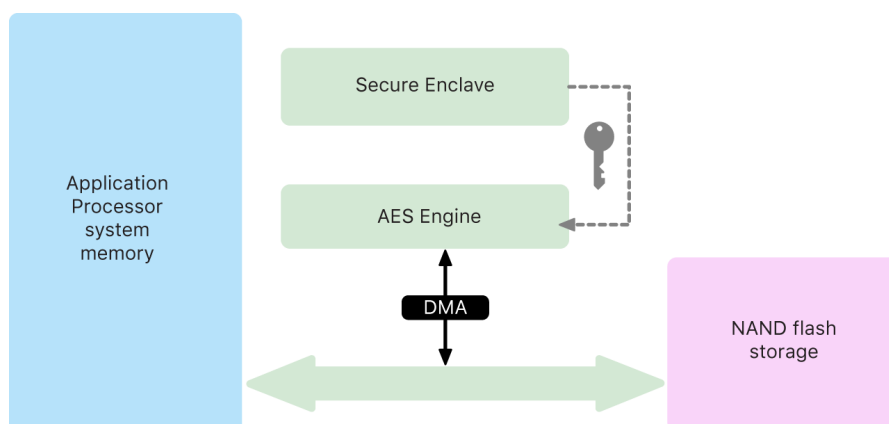 Secure Enclave
Application
Processor
system
memory
AES Engine
DMA
NAND flash
storage